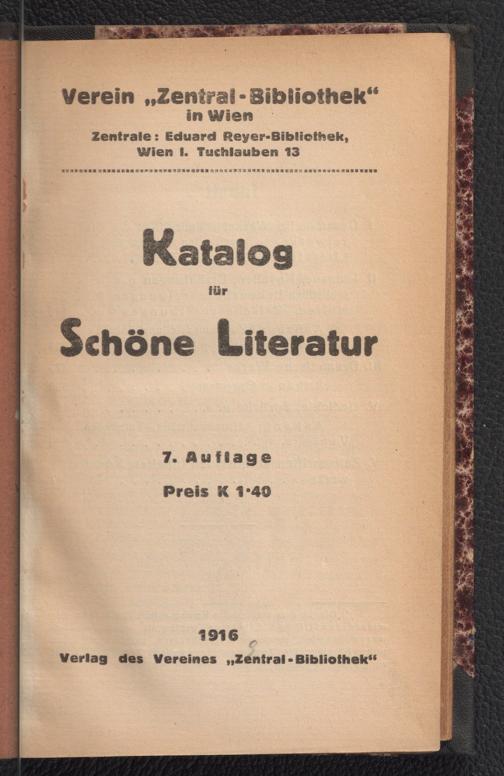 Verein „Zentral-Bibliothek“
in Wien
Zentrale: Eduard Reyer-Bibliothek,
Wien I. Tuchlauben 13
Katalog
für
Schöne Literatur
7. Auflage
Preis K 1·40
1916
Verlag des Vereines „Zentral-Bibliothek“